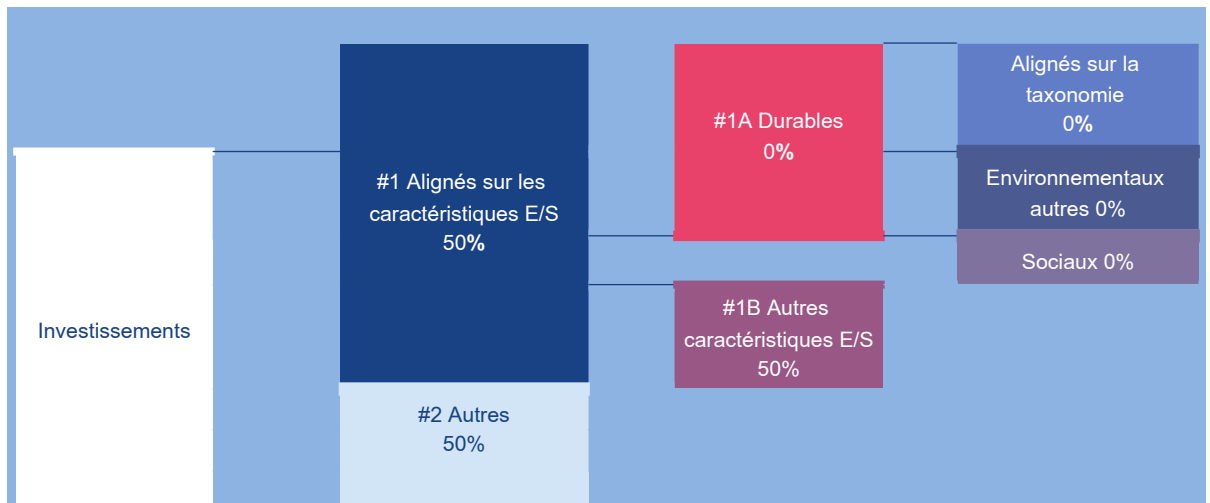 Investissements
#1 Alignés sur les
caractéristiques E/S
50%
#2 Autres
50%
#1A Durables
0%
#1B Autres
caractéristiques E/S
50%
Alignés sur la
taxonomie
0%
Environnementaux
autres 0%
Sociaux 0%